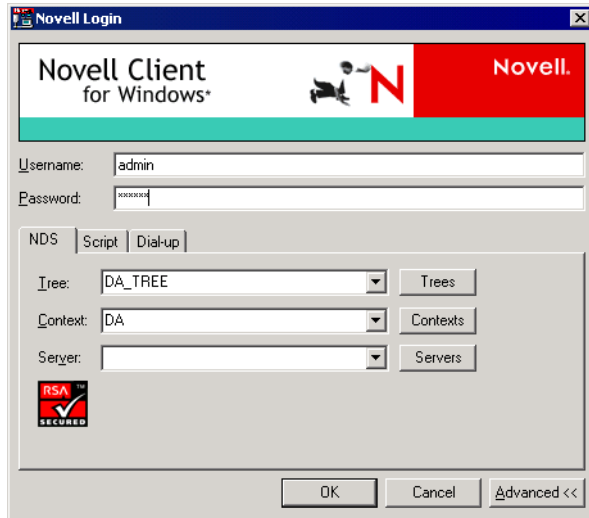 Novell Login
Novell Client
for Windows*
N
Novell.
Username: admin
Password: ******
NDS Script Dial-up
Tree: DA_TREE Trees
Context: DA Contexts
Server: Servers
RSA ™
SECURED
OK Cancel Advanced <<